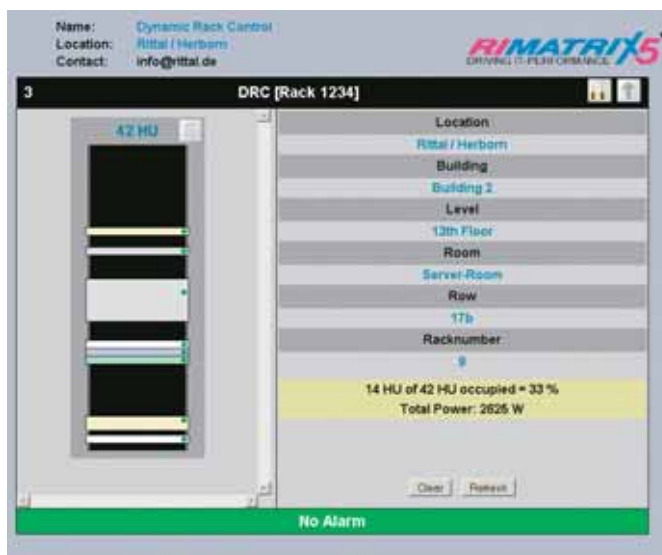 Name: Dynamic Rack Control
Location: Rittal / Herborn
Contact: info@rittal.de
RIMATRIX5
DRIVING IT-PERFORMANCE
3 DRC [Rack 1234]
42 HU
Location
Rittal / Herborn
Building
Building 2
Level
13th Floor
Room
Server-Room
Row
17b
Racknumber
9
14 HU of 42 HU occupied = 33 %
Total Power: 2625 W
Clear
No Alarm